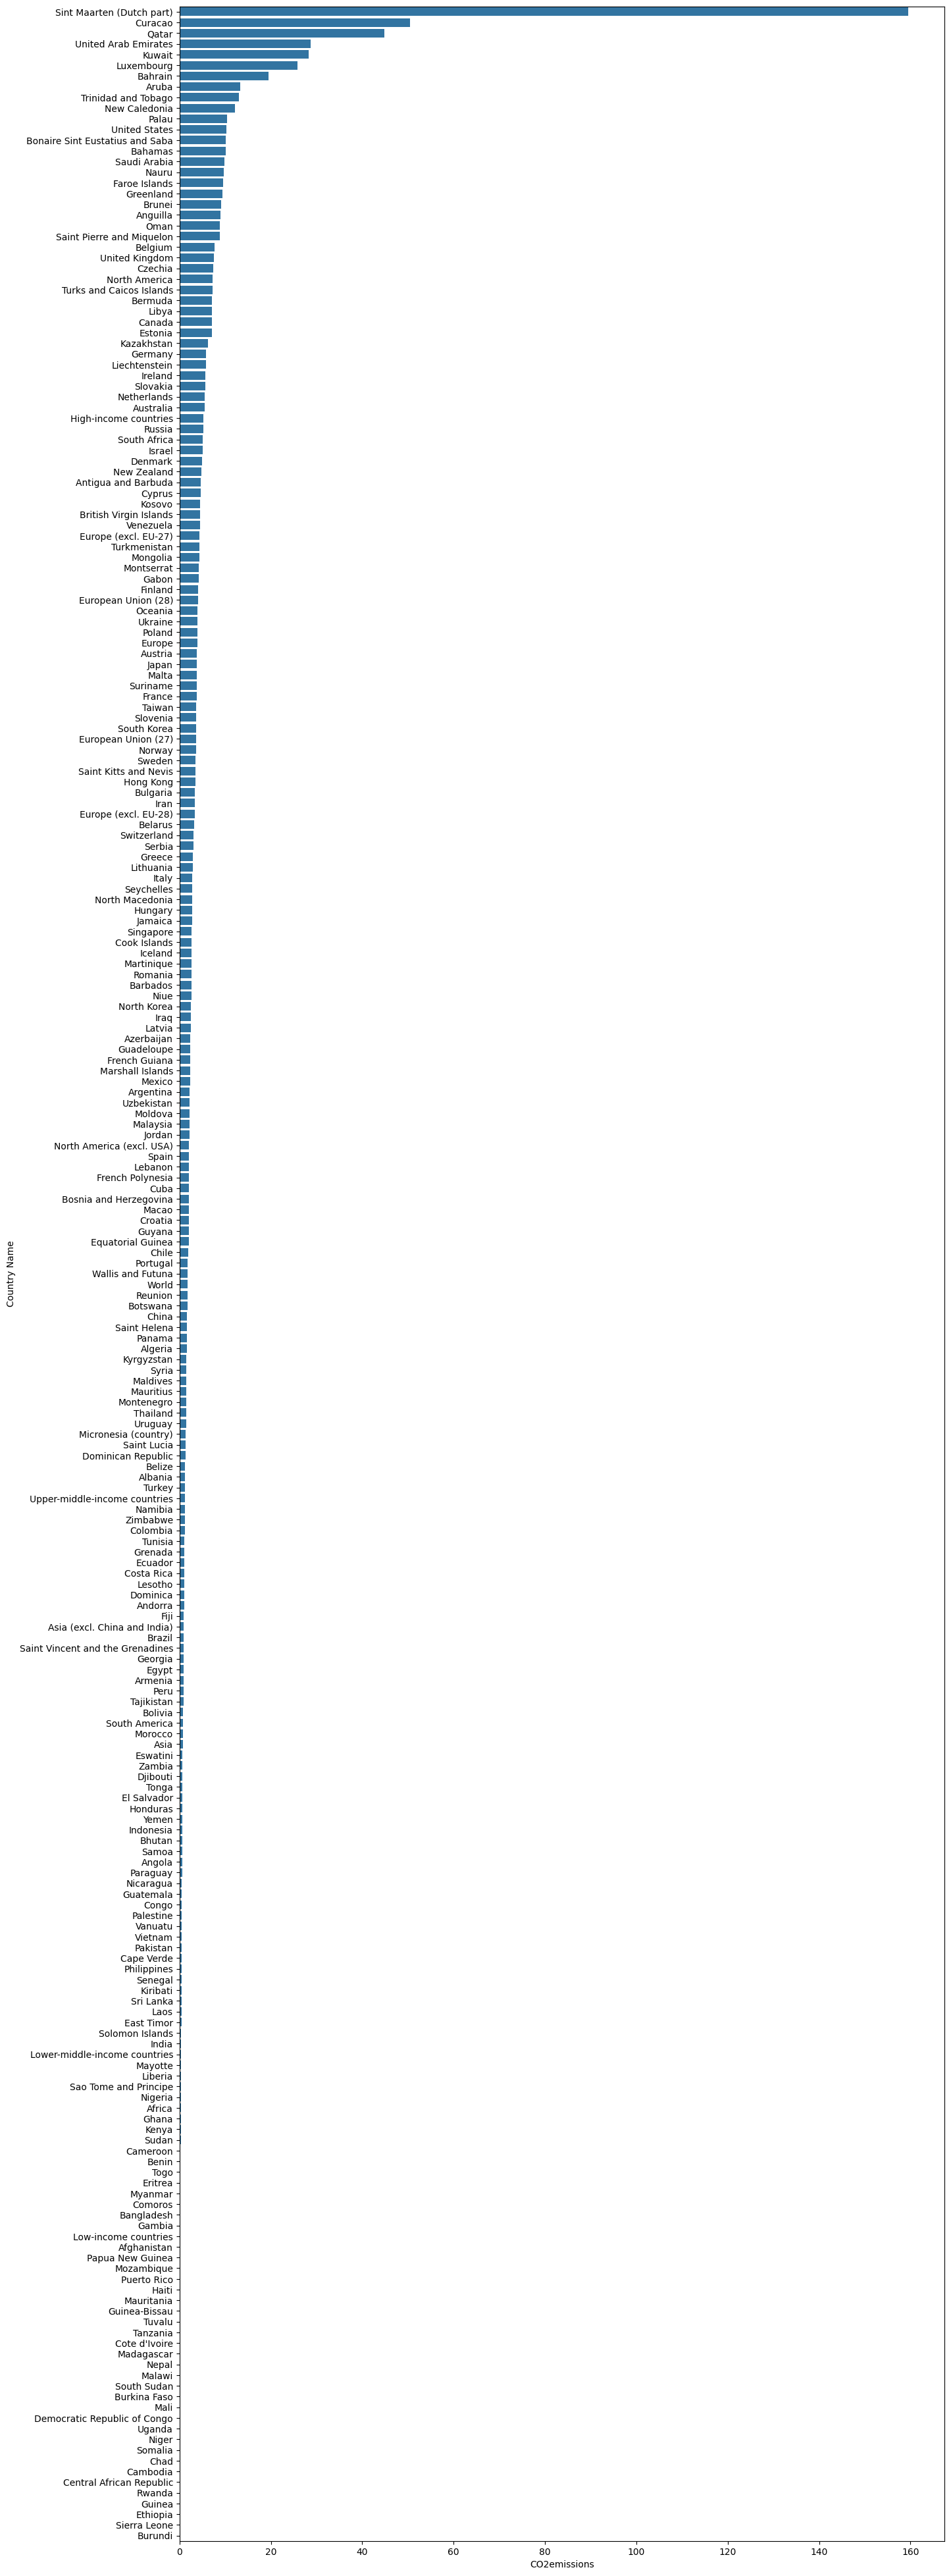 Sint Maarten (Dutch part)
Curacao
Qatar
United Arab Emirates
Kuwait
Luxembourg
Bahrain
Aruba
Trinidad and Tobago
New Caledonia
Palau
United States
Bonaire Sint Eustatius and Saba
Bahamas
Saudi Arabia
Nauru
Faroe Islands
Greenland
Brunei
Anguilla
Oman
Saint Pierre and Miquelon
Belgium
United Kingdom
Czechia
North America
Turks and Caicos Islands
Bermuda
Libya
Canada
Estonia
Kazakhstan
Germany
Liechtenstein
Ireland
Slovakia
Netherlands
Australia
High-income countries
Russia
South Africa
Israel
Denmark
New Zealand
Antigua and Barbuda
Cyprus
Kosovo
British Virgin Islands
Venezuela
Europe (excl. EU-27)
Turkmenistan
Mongolia
Montserrat
Gabon
Finland
European Union (28)
Oceania
Ukraine
Poland
Europe
Austria
Japan
Malta
Suriname
France
Taiwan
Slovenia
South Korea
European Union (27)
Norway
Sweden
Saint Kitts and Nevis
Hong Kong
Bulgaria
Iran
Europe (excl. EU-28)
Belarus
Switzerland
Serbia
Greece
Lithuania
Italy
Seychelles
North Macedonia
Hungary
Jamaica
Singapore
Cook Islands
Iceland
Martinique
Romania
Barbados
Niue
North Korea
Iraq
Latvia
Azerbaijan
Guadeloupe
French Guiana
Marshall Islands
Mexico
Argentina
Uzbekistan
Moldova
Malaysia
Jordan
North America (excl. USA)
Spain
Lebanon
French Polynesia
Cuba
Bosnia and Herzegovina
Macao
Croatia
Guyana
Equatorial Guinea
Chile
Portugal
Wallis and Futuna
World
Reunion
Botswana
China
Saint Helena
Panama
Algeria
Kyrgyzstan
Syria
Maldives
Mauritius
Montenegro
Thailand
Uruguay
Micronesia (country)
Saint Lucia
Dominican Republic
Belize
Albania
Turkey
Upper-middle-income countries
Namibia
Zimbabwe
Colombia
Tunisia
Grenada
Ecuador
Costa Rica
Lesotho
Dominica
Andorra
Fiji
Asia (excl. China and India)
Brazil
Saint Vincent and the Grenadines
Georgia
Egypt
Armenia
Peru
Tajikistan
Bolivia
South America
Morocco
Asia
Eswatini
Zambia
Djibouti
Tonga
El Salvador
Honduras
Yemen
Indonesia
Bhutan
Samoa
Angola
Paraguay
Nicaragua
Guatemala
Congo
Palestine
Vanuatu
Vietnam
Pakistan
Cape Verde
Philippines
Senegal
Kiribati
Sri Lanka
Laos
East Timor
Solomon Islands
India
Lower-middle-income countries
Mayotte
Liberia
Sao Tome and Principe
Nigeria
Africa
Ghana
Kenya
Sudan
Cameroon
Benin
Togo
Eritrea
Myanmar
Comoros
Bangladesh
Gambia
Low-income countries
Afghanistan
Papua New Guinea
Mozambique
Puerto Rico
Haiti
Mauritania
Guinea-Bissau
Tuvalu
Tanzania
Cote d'Ivoire
Madagascar
Nepal
Malawi
South Sudan
Burkina Faso
Mali
Democratic Republic of Congo
Uganda
Niger
Somalia
Chad
Cambodia
Central African Republic
Rwanda
Guinea
Ethiopia
Sierra Leone
Burundi
Country Name
0 20 40 60 80 100 120 140 160
CO2emissions